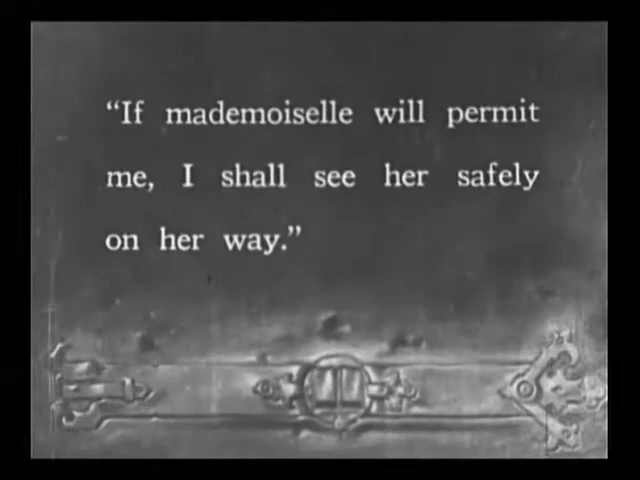 “If mademoiselle will permit
me, I shall see her safely
on her way.”